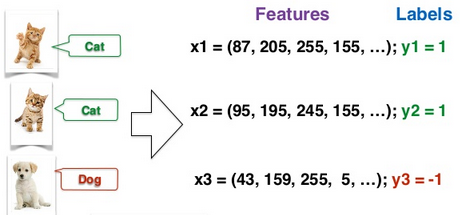 Features Labels
Cat x1 = (87, 205, 255, 155, ...); y1 = 1
Cat x2 = (95, 195, 245, 155, ...); y2 = 1
Dog x3 = (43, 159, 255, 5, ...); y3 = -1